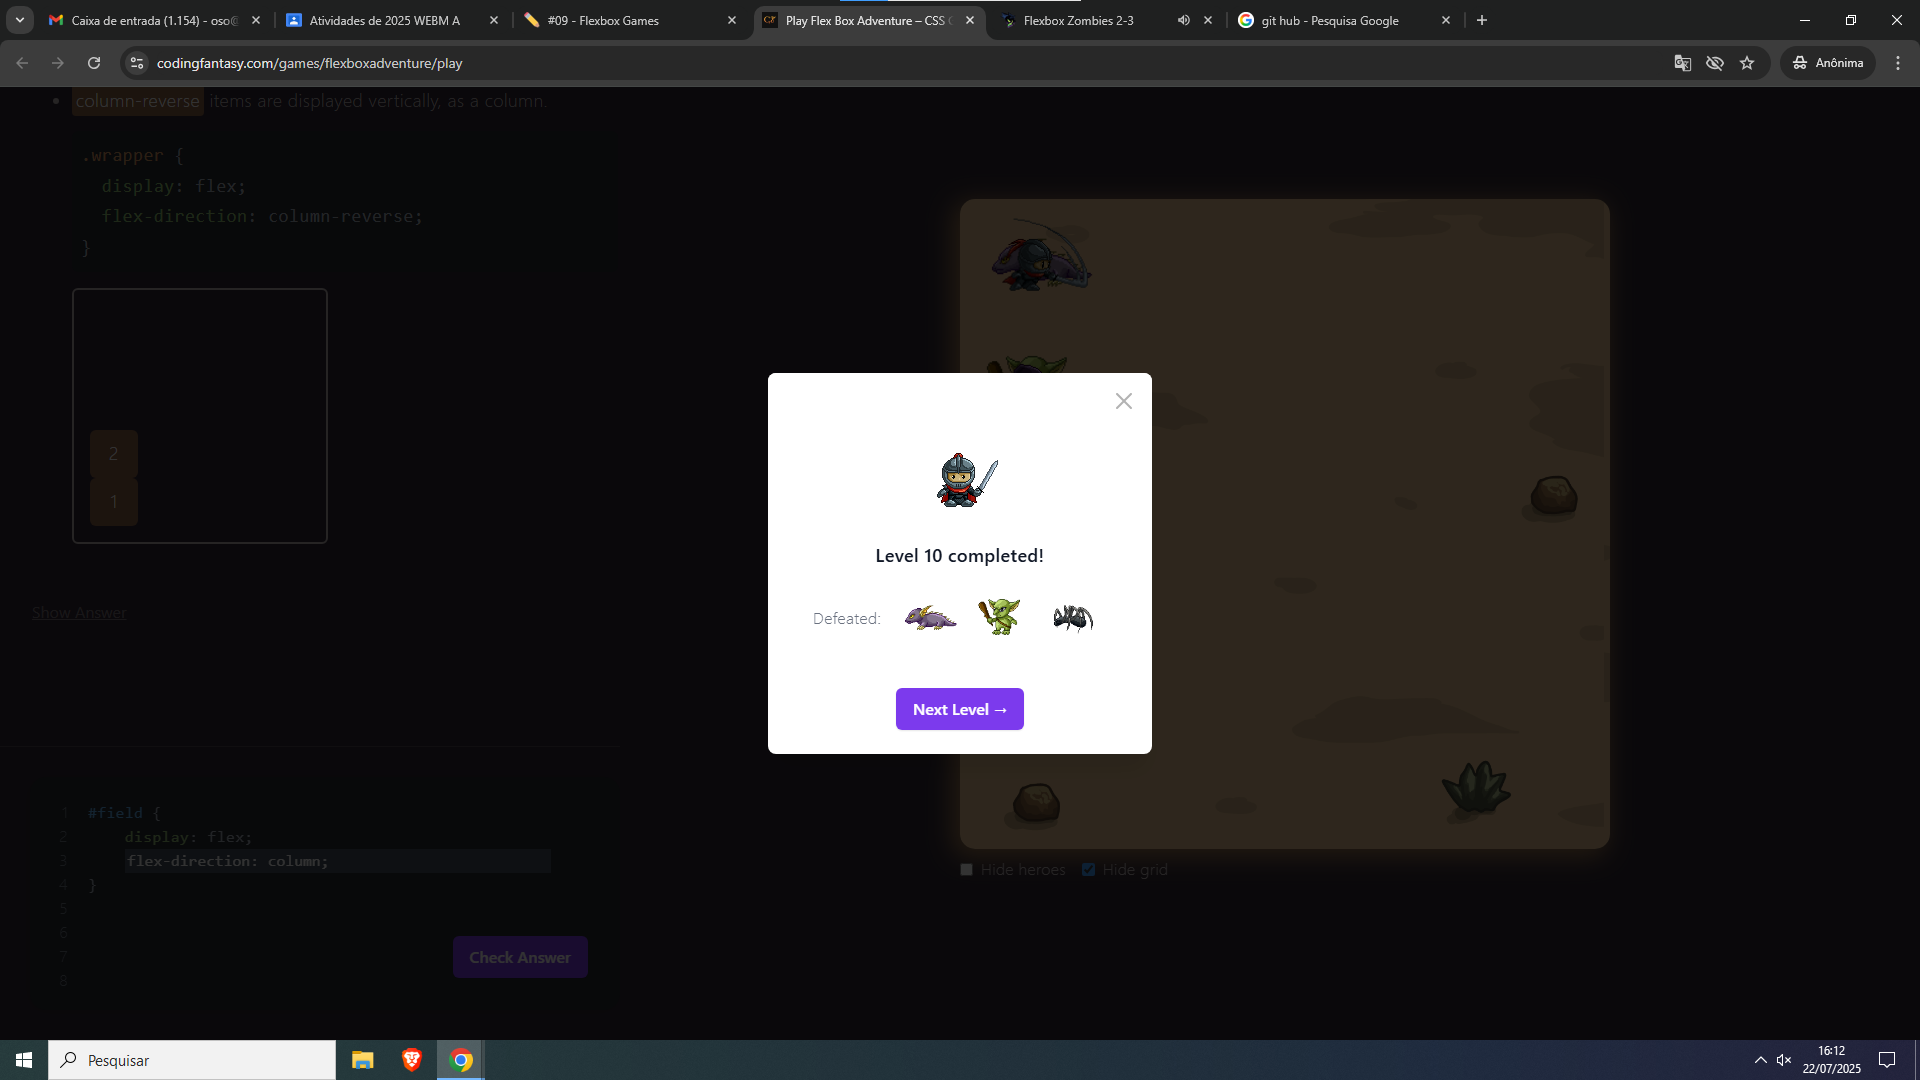 Caixa de entrada (1.154) - oso@
Atividades de 2025 WEBM A
#09 - Flexbox Games
Play Flex Box Adventure – CSS
Flexbox Zombies 2-3
git hub - Pesquisa Google
codingfantasy.com/games/flexboxadventure/play
Anônima
column-reverse items are displayed vertically, as a column.
.wrapper {
display: flex;
flex-direction: column-reverse;
}
2
1
Show Answer
Level 10 completed!
Defeated:
Next Level →
1 #field {
2 display: flex;
3 flex-direction: column;
4 }
5
6
7
8
Check Answer
Hide heroes
Hide grid
Pesquisar
16:12
22/07/2025